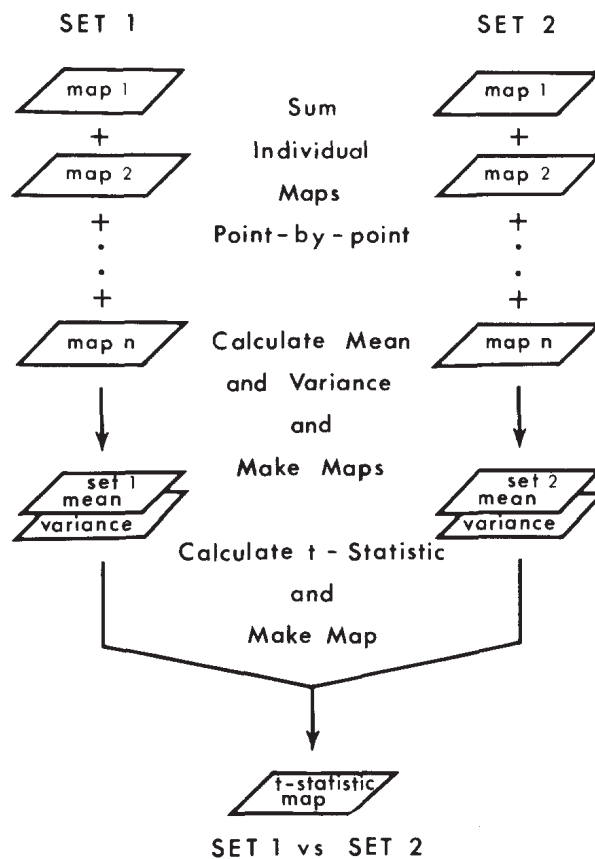 SET 1
SET 2
map 1
+
map 2
+
.
.
+
map n
set 1
mean
variance
Sum
Individual
Maps
Point-by-point
Calculate Mean
and Variance
and
Make Maps
Calculate t-Statistic
and
Make Map
map 1
+
map 2
+
.
.
+
map n
set 2
mean
variance
t-statistic
map
SET 1 vs SET 2